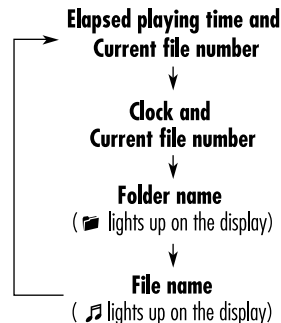 Elapsed playing time and
Current file number
Clock and
Current file number
Folder name
( lights up on the display)
File name
( lights up on the display)